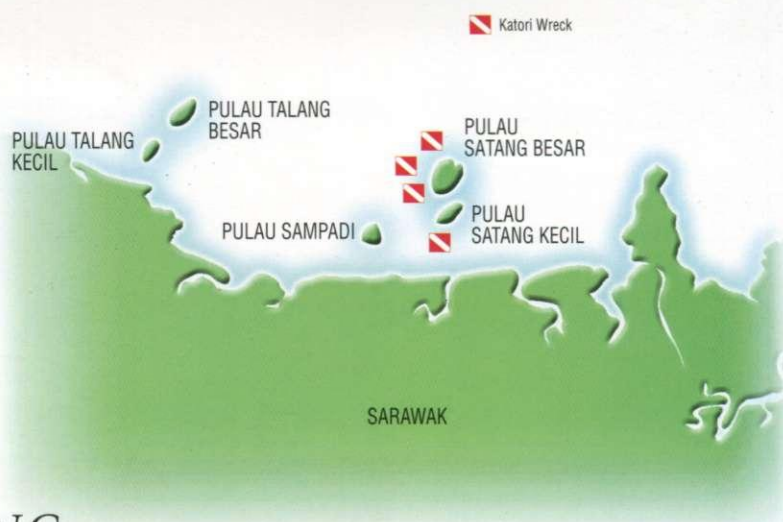 Katori Wreck
PULAU TALANG
BESAR
PULAU TALANG
KECIL
PULAU
SATANG BESAR
PULAU SAMPADI
PULAU
SATANG KECIL
SARAWAK